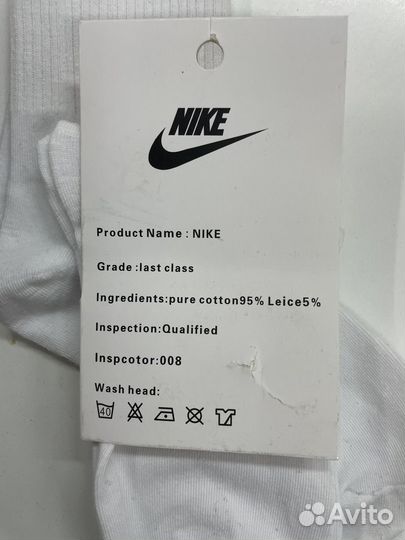 NIKE
Product Name : NIKE
Grade :last class
Ingredients:pure cotton95% Leice5%
Inspection:Qualified
Inspcotor:008
Wash head:
40
Avito